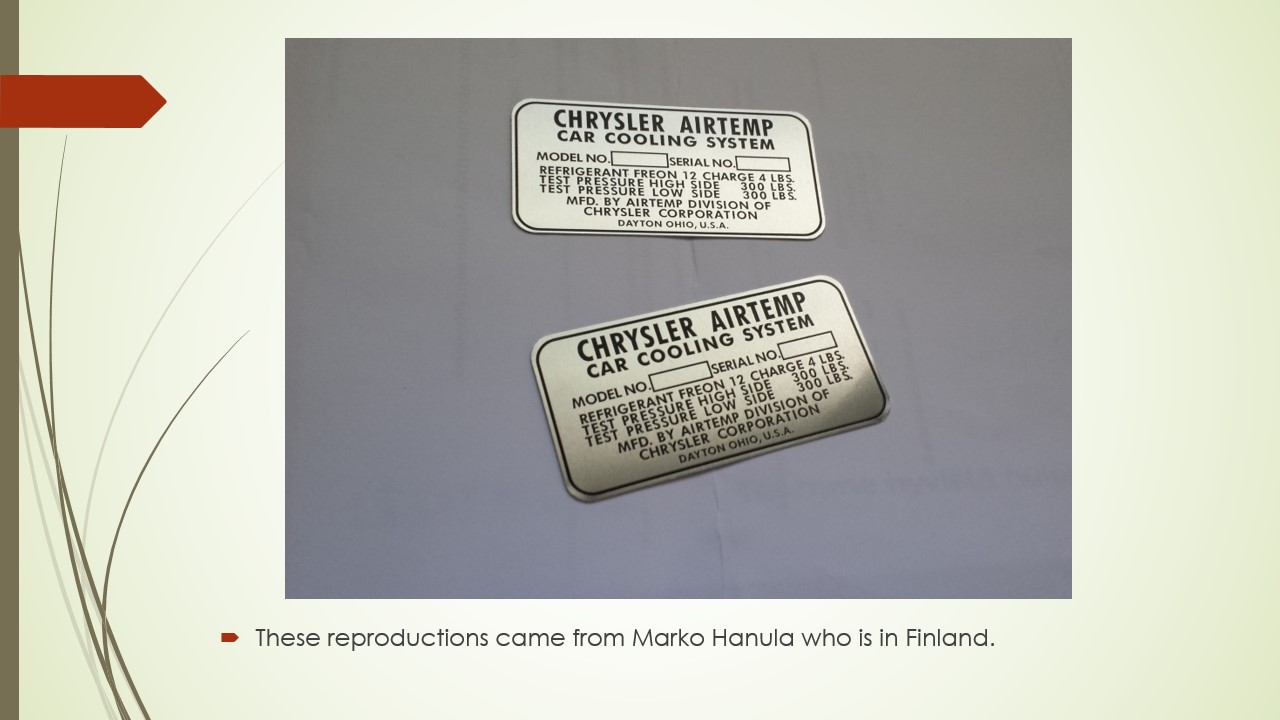 CHRYSLER AIRTEMP
CAR COOLING SYSTEM
MODEL NO. SERIAL NO.
REFRIGERANT FREON 12 CHARGE 4 LBS.
TEST PRESSURE HIGH SIDE 300 LBS.
TEST PRESSURE LOW SIDE 300 LBS.
MFD. BY AIRTEMP DIVISION OF
CHRYSLER CORPORATION
DAYTON OHIO, U.S.A.
CHRYSLER AIRTEMP
CAR COOLING SYSTEM
MODEL NO. SERIAL NO.
REFRIGERANT FREON 12 CHARGE 4 LBS.
TEST PRESSURE HIGH SIDE 300 LBS.
TEST PRESSURE LOW SIDE 300 LBS.
MFD. BY AIRTEMP DIVISION OF
CHRYSLER CORPORATION
DAYTON OHIO, U.S.A.
These reproductions came from Marko Hanula who is in Finland.